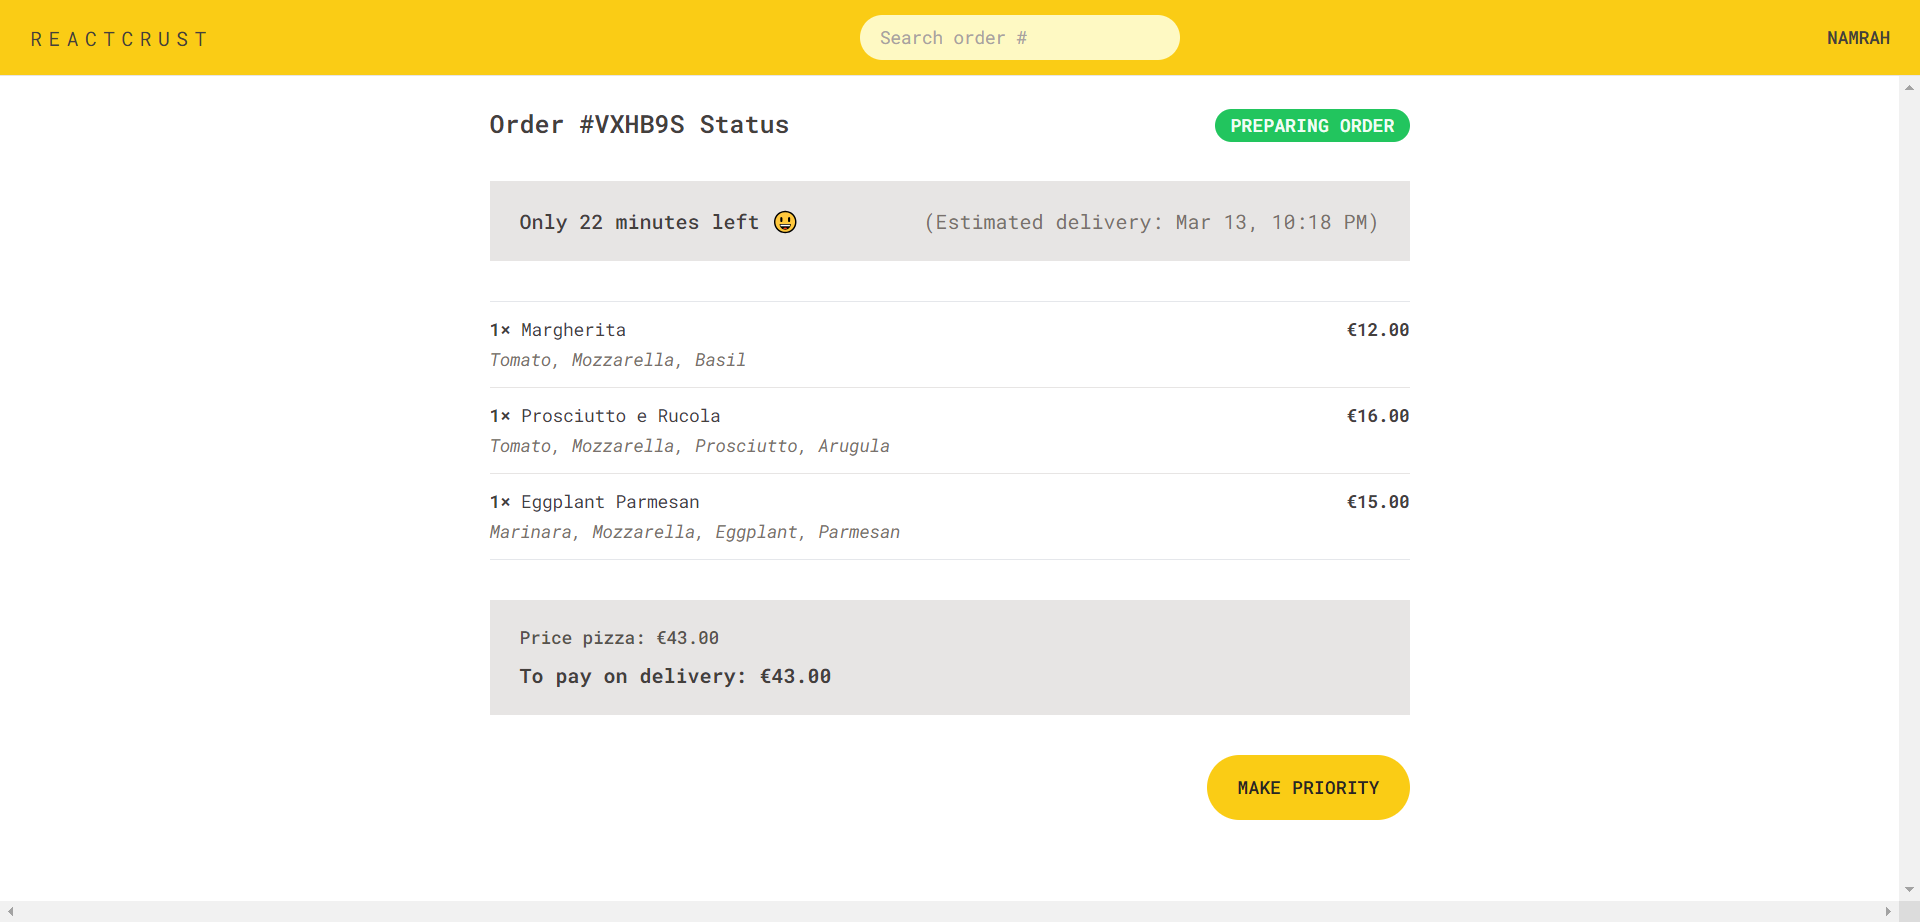 REACTCRUST
Search order #
NAMRAH
Order #VXHB9S Status
PREPARING ORDER
Only 22 minutes left 😃
(Estimated delivery: Mar 13, 10:18 PM)
1× Margherita
€12.00
Tomato, Mozzarella, Basil
1× Prosciutto e Rucola
€16.00
Tomato, Mozzarella, Prosciutto, Arugula
1× Eggplant Parmesan
€15.00
Marinara, Mozzarella, Eggplant, Parmesan
Price pizza: €43.00
To pay on delivery: €43.00
MAKE PRIORITY